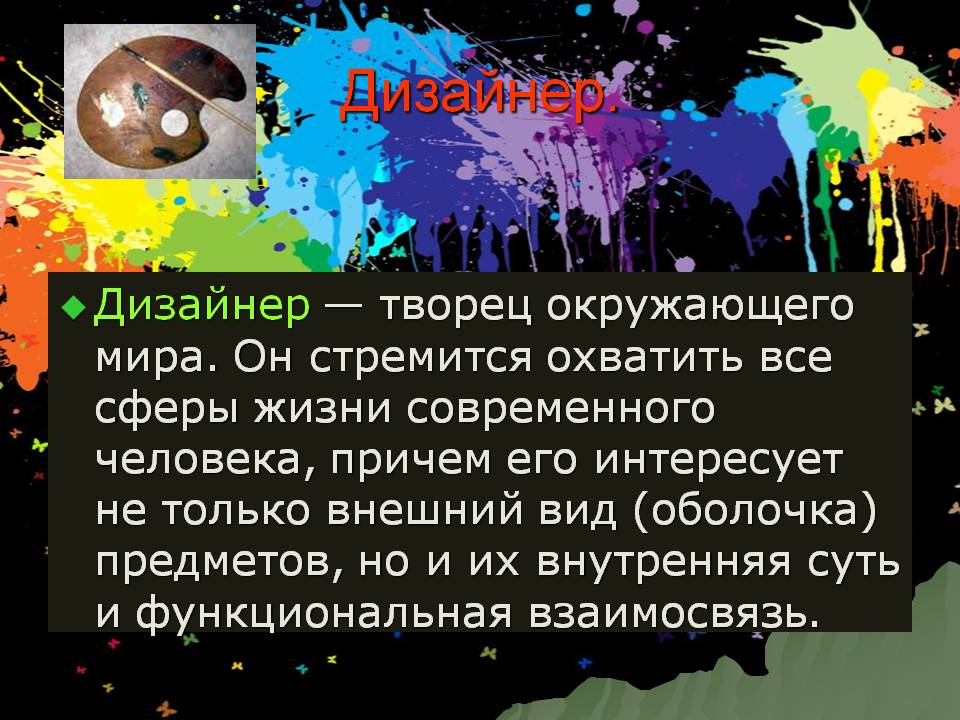 Дизайнер.
Дизайнер — творец окружающего
мира. Он стремится охватить все
сферы жизни современного
человека, причем его интересует
не только внешний вид (оболочка)
предметов, но и их внутренняя суть
и функциональная взаимосвязь.